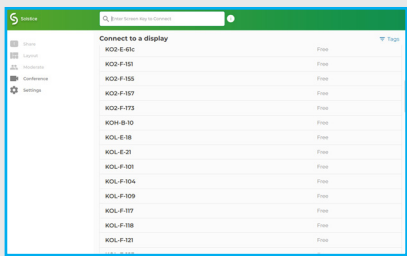 Solstice
Enter Screen Key to Connect
Share
Layout
Moderate
Conference
Settings
Connect to a display
Tags
KO2-E-61c Free
KO2-F-151 Free
KO2-F-155 Free
KO2-F-157 Free
KO2-F-173 Free
KOH-B-10 Free
KOL-E-18 Free
KOL-E-21 Free
KOL-F-101 Free
KOL-F-104 Free
KOL-F-109 Free
KOL-F-117 Free
KOL-F-118 Free
KOL-F-121 Free